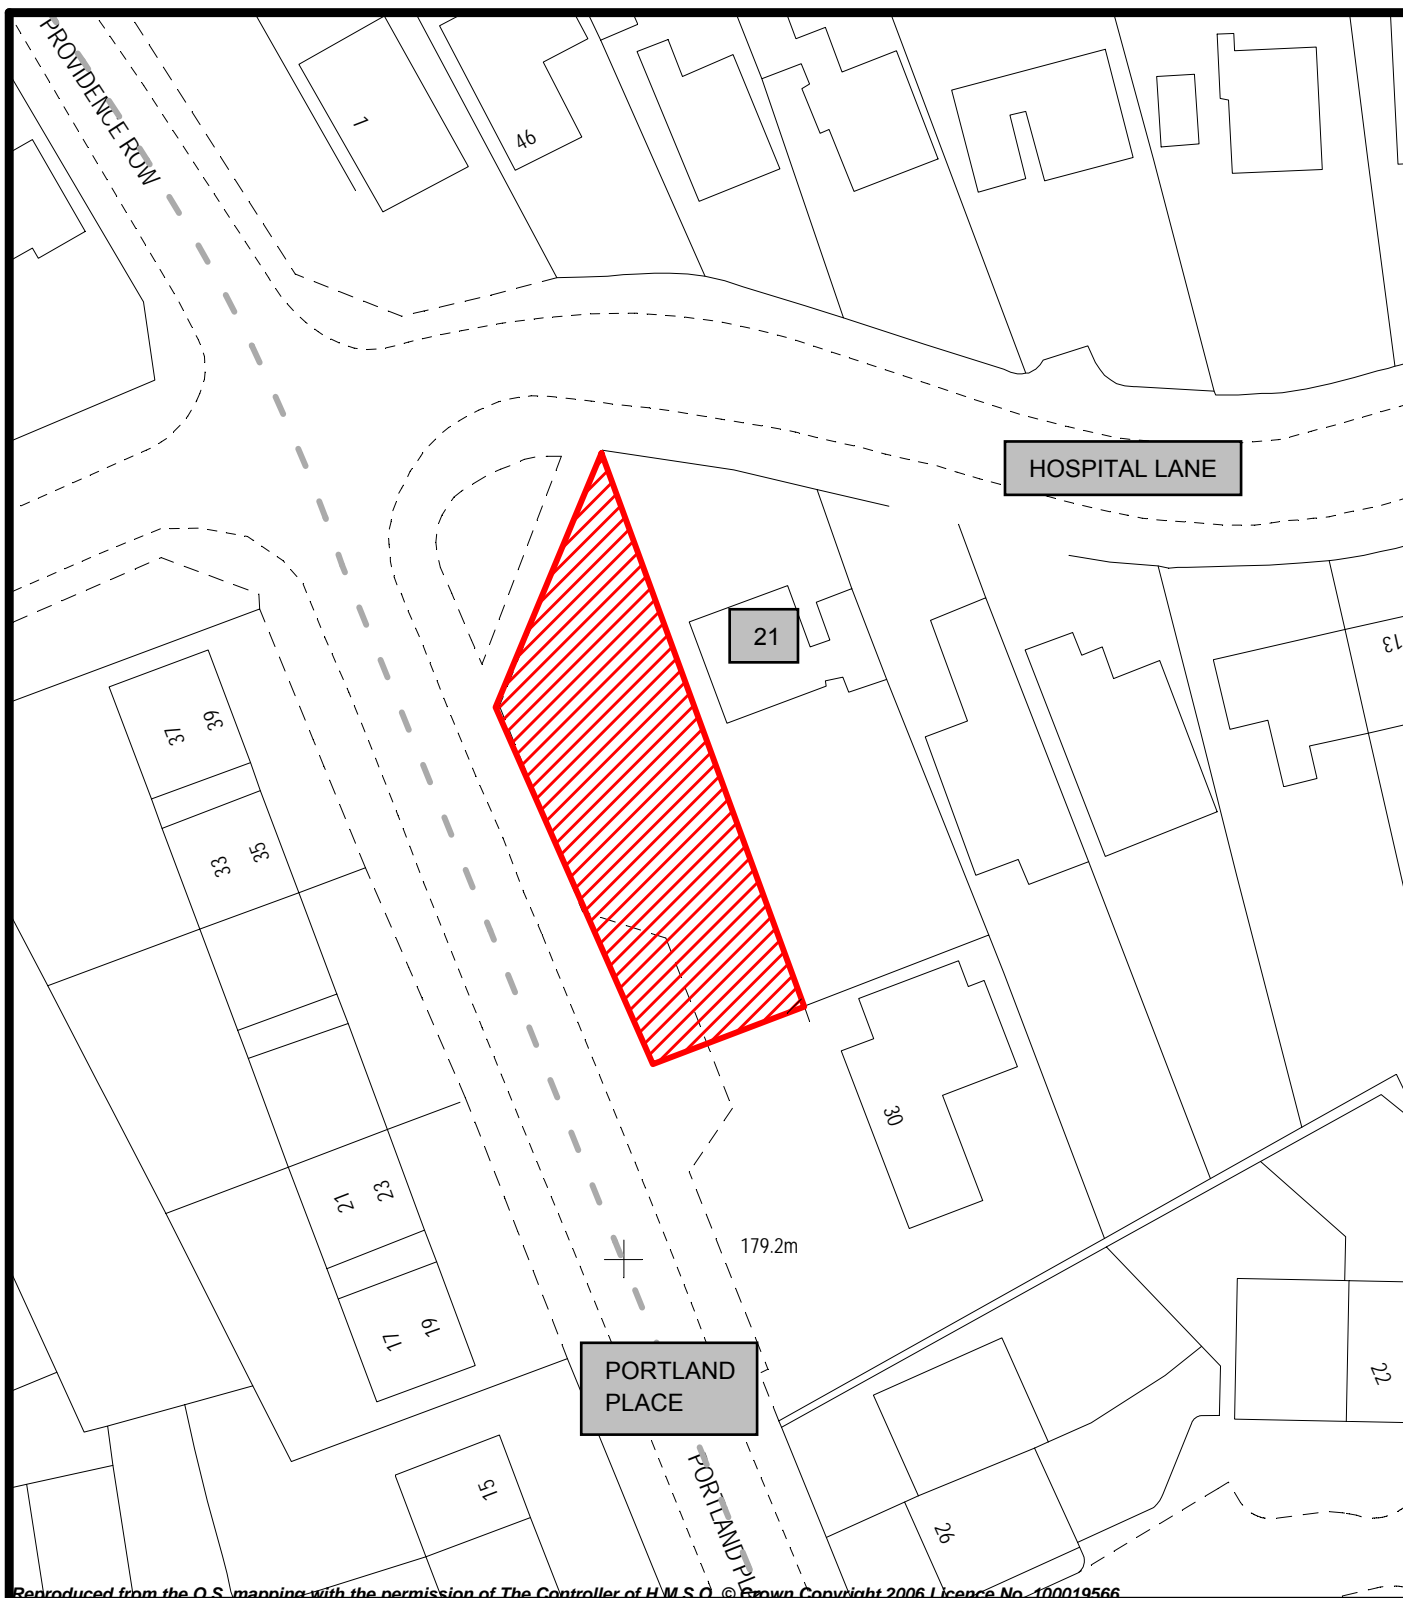 PROVIDENCE ROW
1
46
HOSPITAL LANE
21
13
39
37
35
33
30
23
21
179.2m
19
17
PORTLAND
PLACE
22
15
PORTLAND PL
26
Reproduced from the O.S. mapping with the permission of The Controller of H.M.S.O. © Crown Copyright 2006 Licence No. 100019566